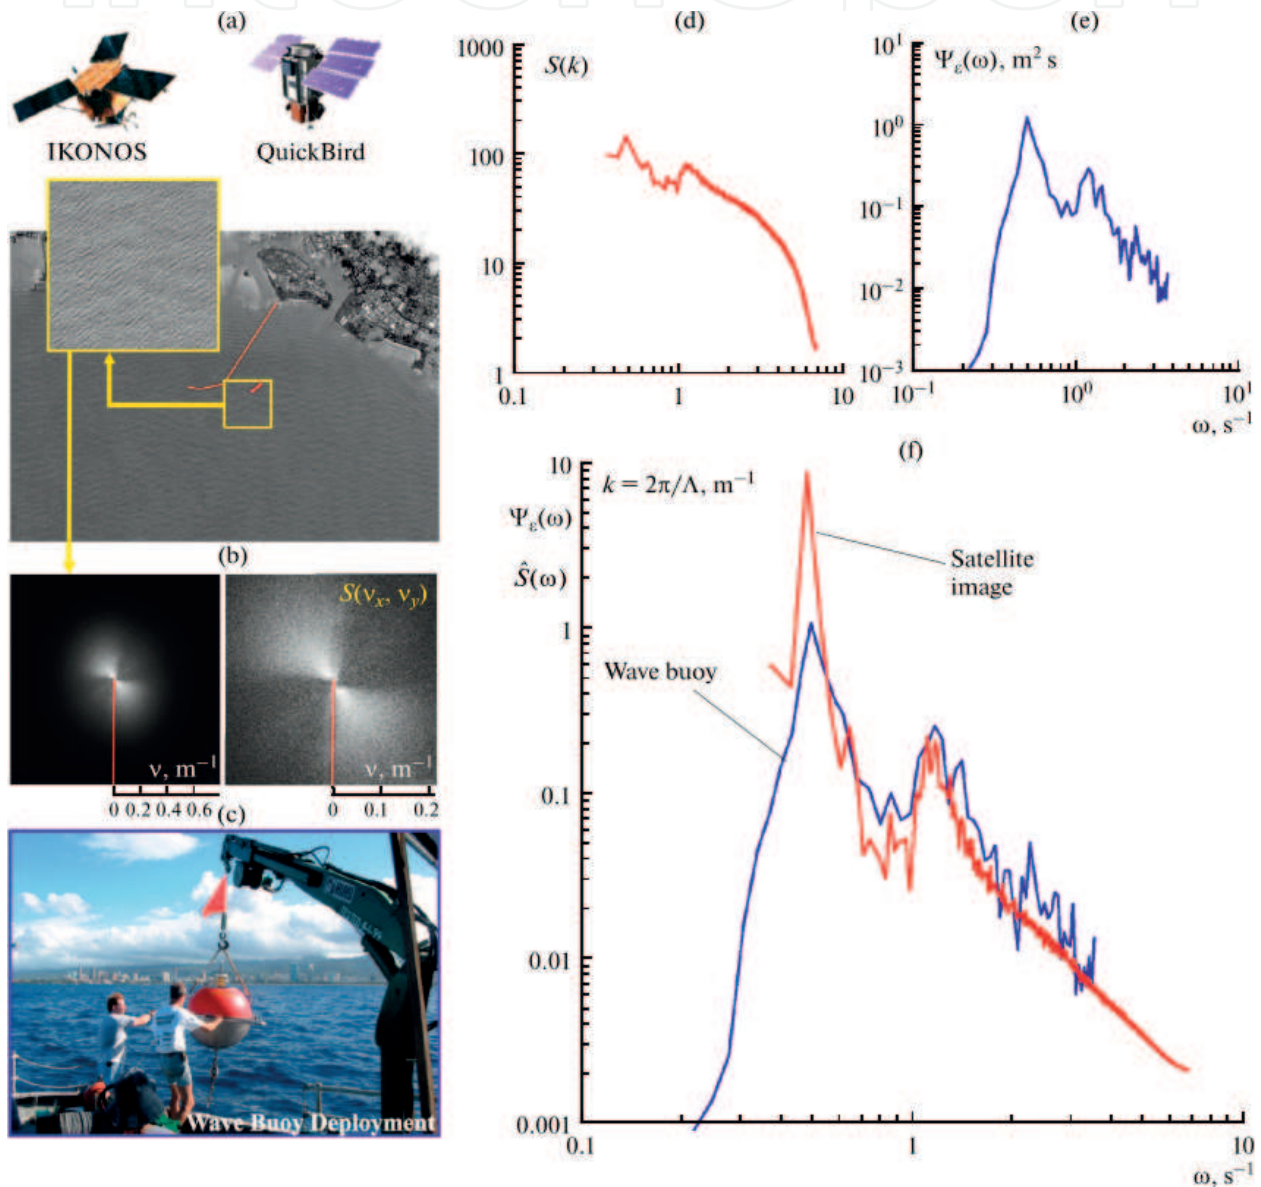 (a)
IKONOS
QuickBird
(b)
S(νx, νy)
ν, m⁻¹
0 0.2 0.4 0.6
ν, m⁻¹
0 0.1 0.2
(c)
Wave Buoy Deployment
(d)
S(k)
1000
100
10
1
0.1 1 10
(e)
Ψε(ω), m² s
10¹
10⁰
10⁻¹
10⁻²
10⁻³
10⁻¹ 10⁰ 10¹
ω, s⁻¹
(f)
k = 2π/Λ, m⁻¹
Ψε(ω)
Ŝ(ω)
10
1
0.1
0.01
0.001
Satellite
image
Wave buoy
0.1 1 10
ω, s⁻¹